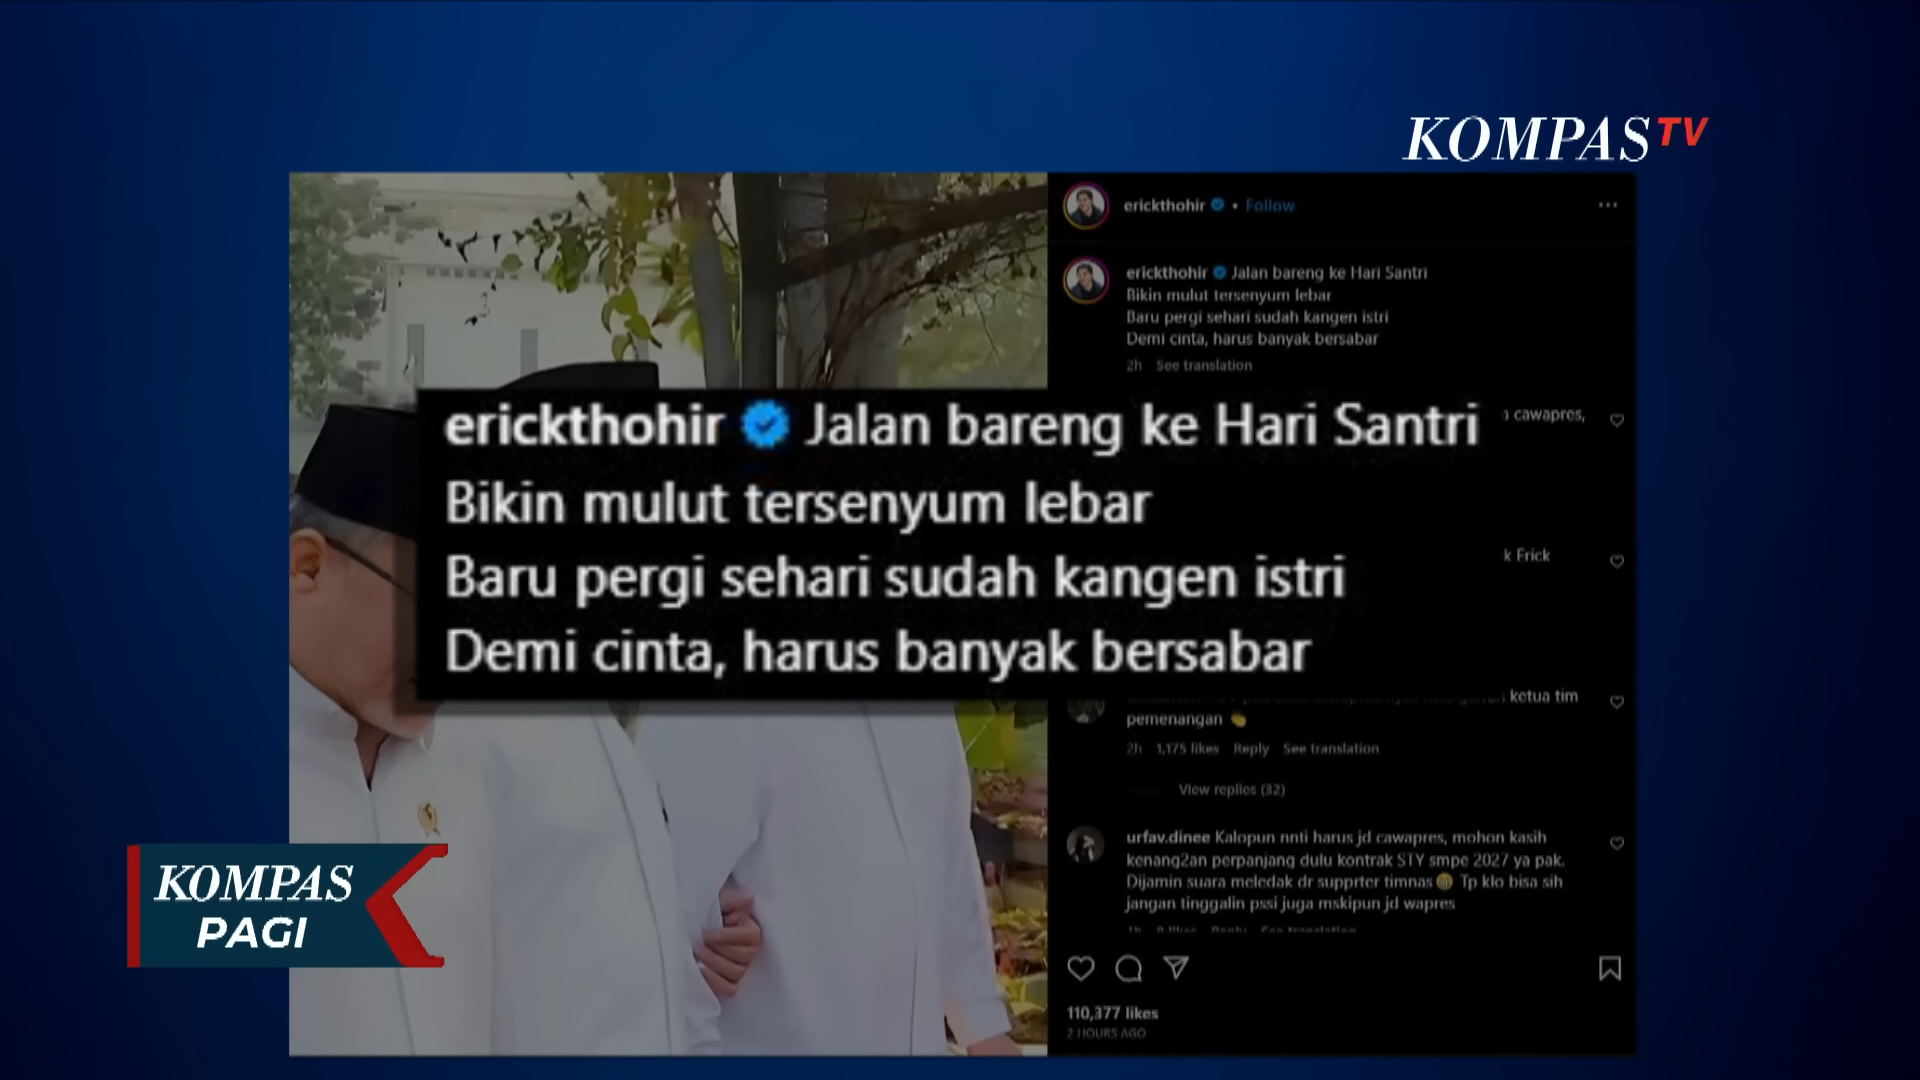 KOMPAS TV
erickthohir • Follow
erickthohir Jalan bareng ke Hari Santri
Bikin mulut tersenyum lebar
Baru pergi sehari sudah kangen istri
Demi cinta, harus banyak bersabar
2h See translation
cawapres,
erickthohir Jalan bareng ke Hari Santri
Bikin mulut tersenyum lebar
Baru pergi sehari sudah kangen istri
Demi cinta, harus banyak bersabar
k Erick
ketua tim
pemenangan
2h 1,175 likes Reply See translation
View replies (32)
urfav.dinee Kalopun nnti harus jd cawapres, mohon kasih
kenang2an perpanjang dulu kontrak STY smpe 2027 ya pak.
Dijamin suara meledak dr supprter timnas Tp klo bisa sih
jangan tinggalin pssi juga mskipun jd wapres
Reply See translation
110,377 likes
2 HOURS AGO
KOMPAS
PAGI